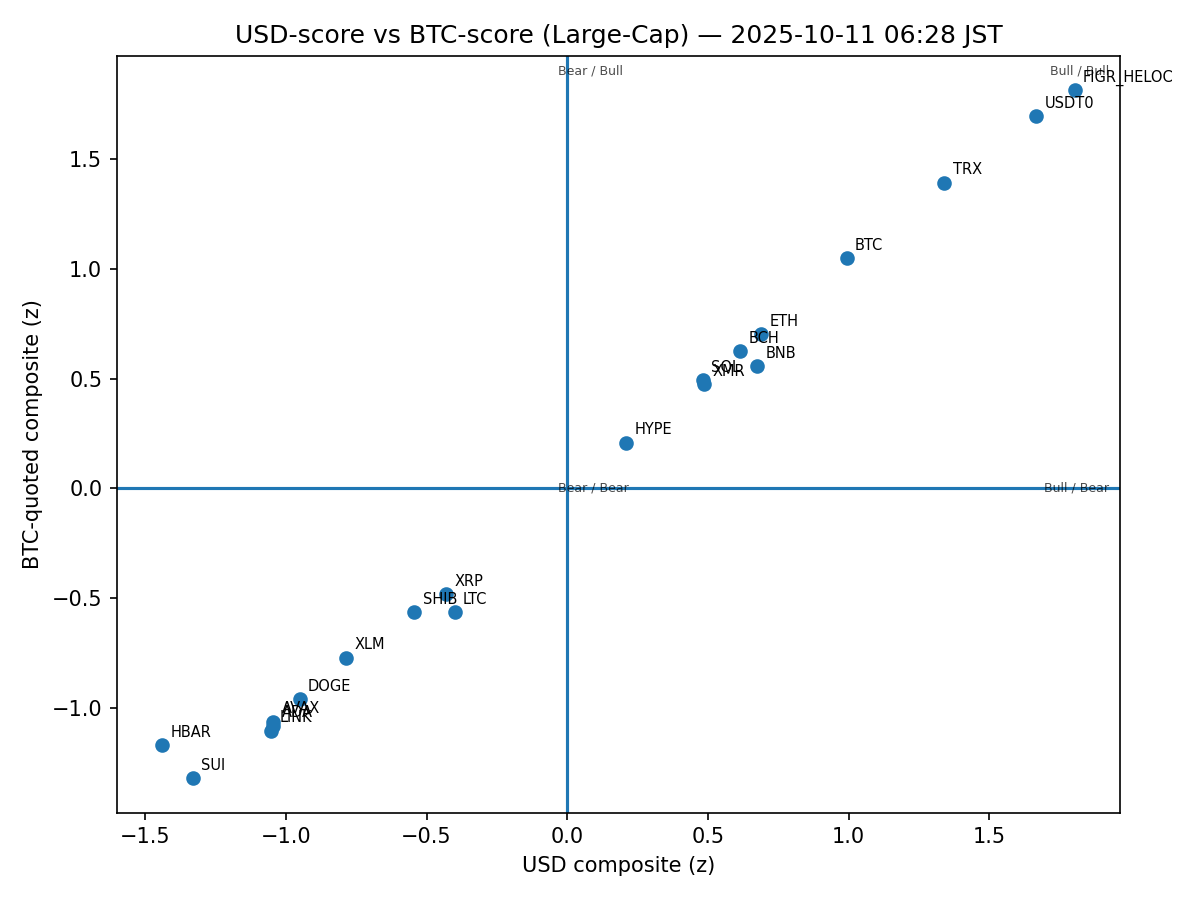 USD-score vs BTC-score (Large-Cap) — 2025-10-11 06:28 JST
Bear / Bull
Bull / Bull
FIGR_HELOC
USDT0
1.5
TRX
BTC
1.0
ETH
BCH
BNB
0.5
SOL
XMR
HYPE
BTC-quoted composite (z)
0.0
Bear / Bear
Bull / Bear
XRP
−0.5
SHIB
LTC
XLM
DOGE
−1.0
AVAX
LINK
HBAR
SUI
−1.5
−1.0
−0.5
0.0
0.5
1.0
1.5
USD composite (z)